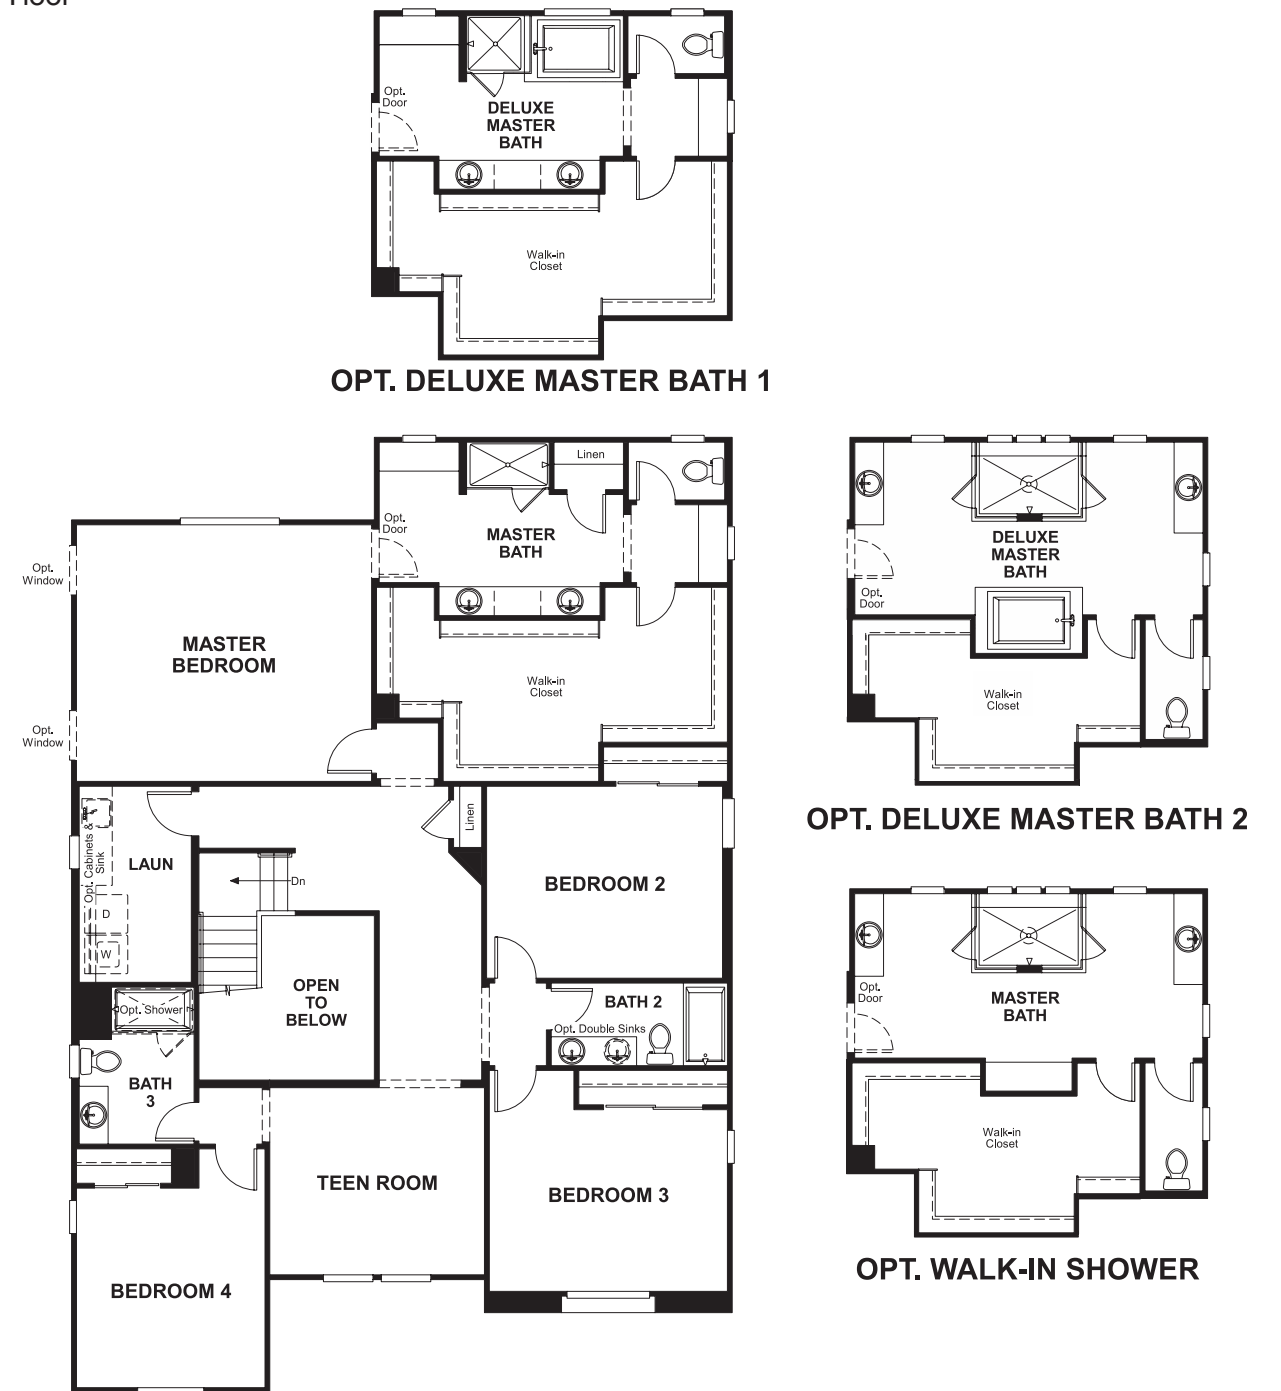 Opt.
Door
DELUXE
MASTER
BATH
Walk-in
Closet
OPT. DELUXE MASTER BATH 1
Linen
Opt.
Door
MASTER
BATH
Opt.
Window
MASTER
BEDROOM
Walk-in
Closet
Opt.
Window
Linen
Opt. Cabinets &
Sink
LAUN
Dn
D
W
BEDROOM 2
OPEN
TO
BELOW
Opt. Shower
BATH 2
Opt. Double Sinks
BATH
3
TEEN ROOM
BEDROOM 3
BEDROOM 4
DELUXE
MASTER
BATH
Opt.
Door
Walk-in
Closet
OPT. DELUXE MASTER BATH 2
Opt.
Door
MASTER
BATH
Walk-in
Closet
OPT. WALK-IN SHOWER